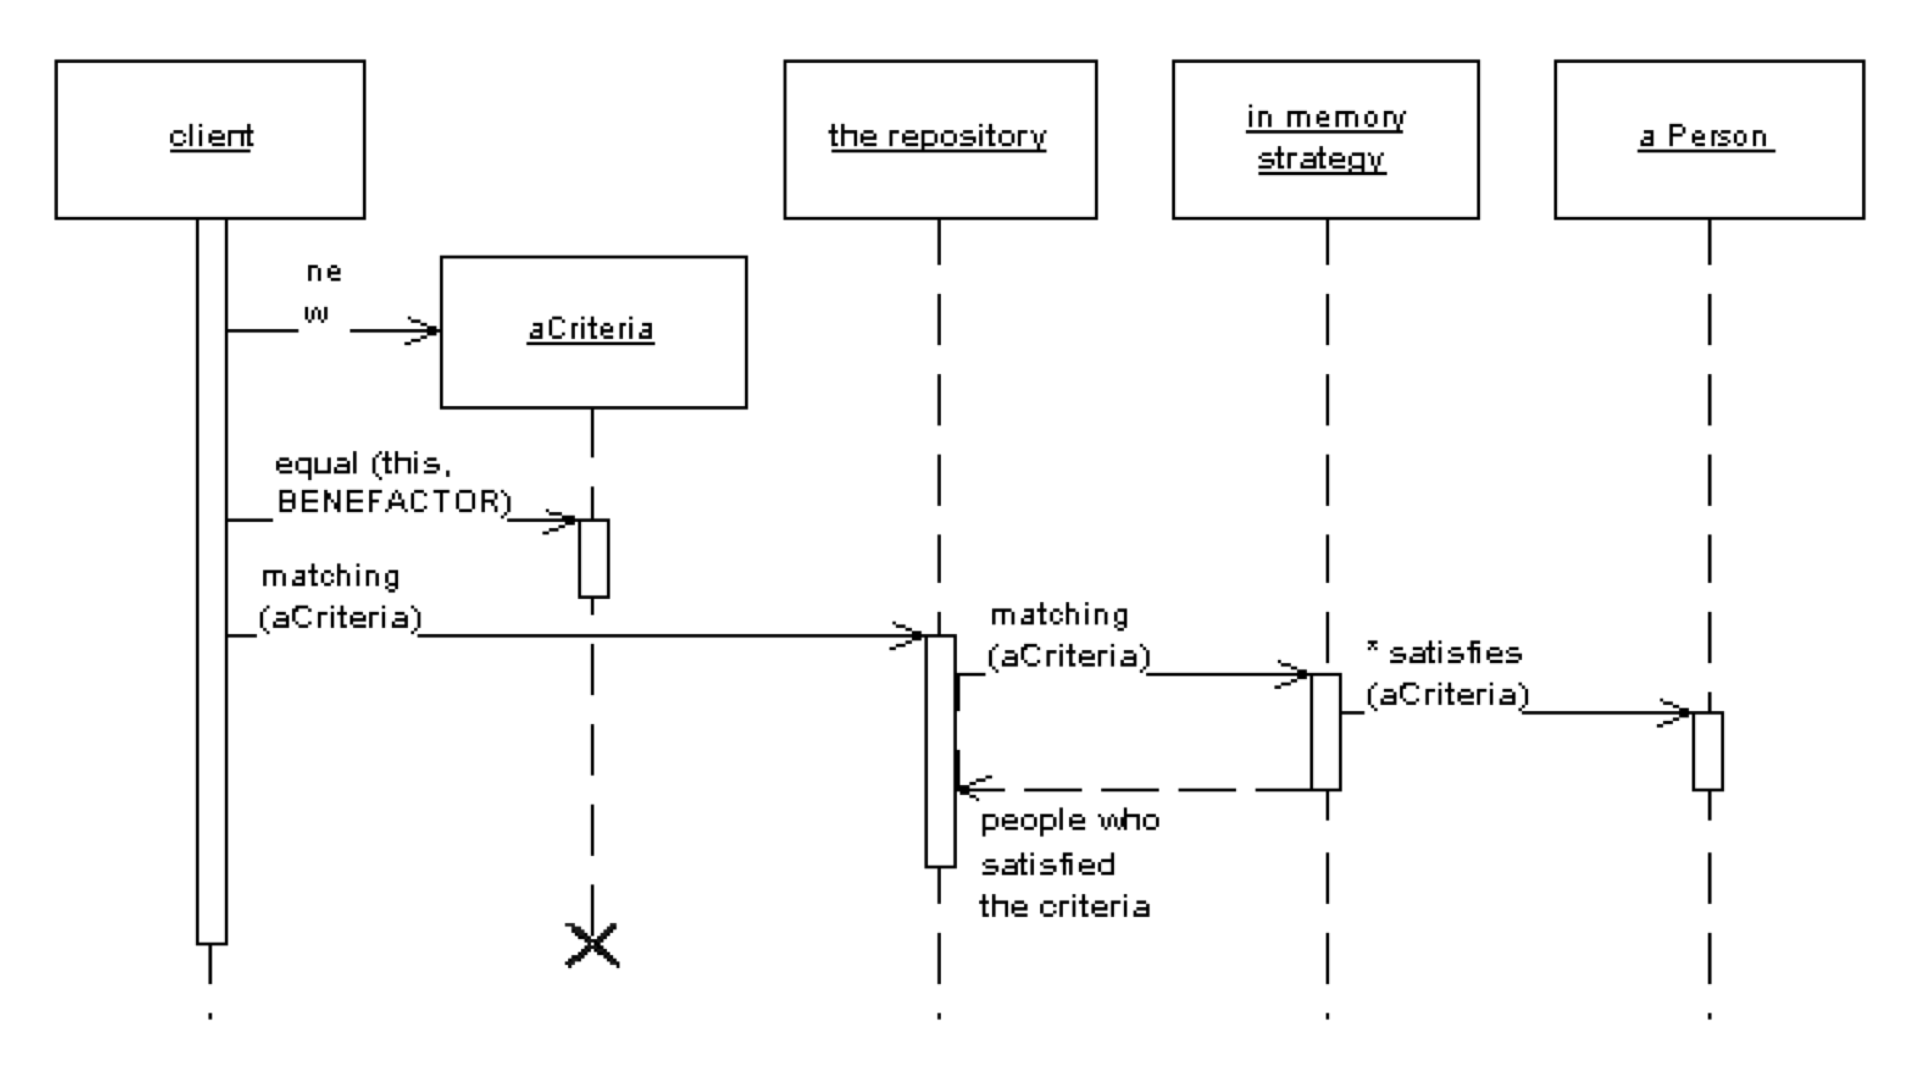 client
the repository
in memory
strategy
a Person
ne
w
aCriteria
equal (this,
BENEFACTOR)
matching
(aCriteria)
matching
(aCriteria)
* satisfies
(aCriteria)
people who
satisfied
the criteria